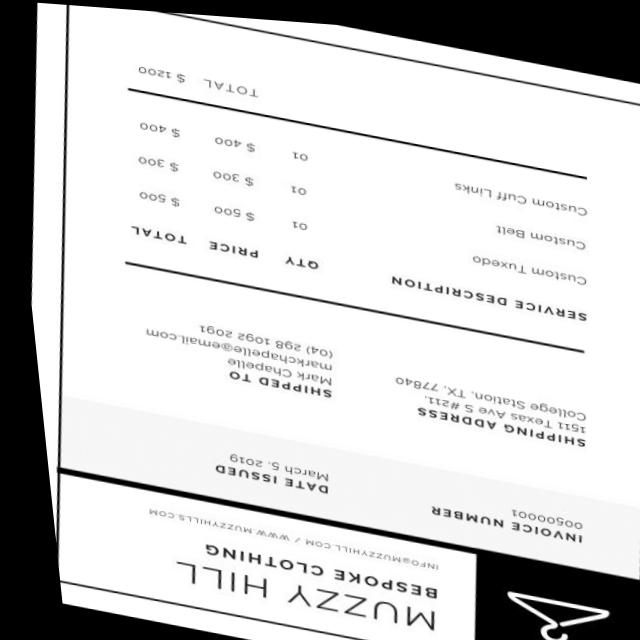 MUZZY HILL
BESPOKE CLOTHING
INFO@MUZZYHILL.COM / WWW.MUZZYHILLS.COM
INVOICE NUMBER
00500001
DATE ISSUED
March. 5, 2019
SHIPPING ADDRESS
1511 Texas Ave S #211,
College Station, TX, 77840
SHIPPED TO
Mark Chapelle
markchapelle@email.com
(04) 298 1092 2091
SERVICE DESCRIPTION QTY PRICE TOTAL
Custom Tuxedo 01 $ 500 $ 500
Custom Belt 01 $ 300 $ 300
Custom Cuff Links 01 $ 400 $ 400
TOTAL $ 1200